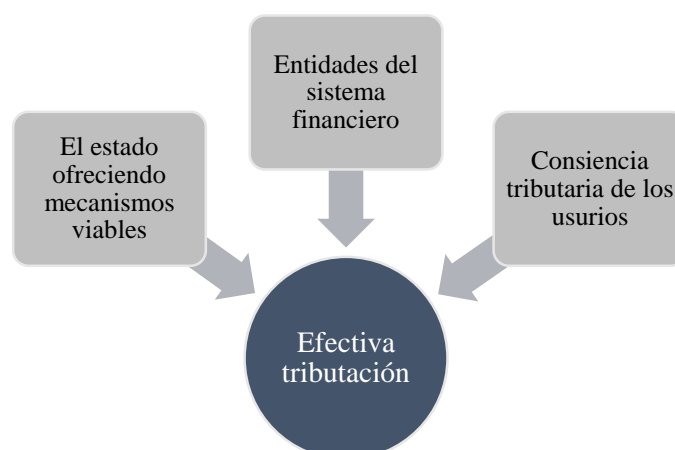 Entidades del
sistema
financiero
El estado
ofreciendo
mecanismos
viables
Consiencia
tributaria de los
usurios
Efectiva
tributación